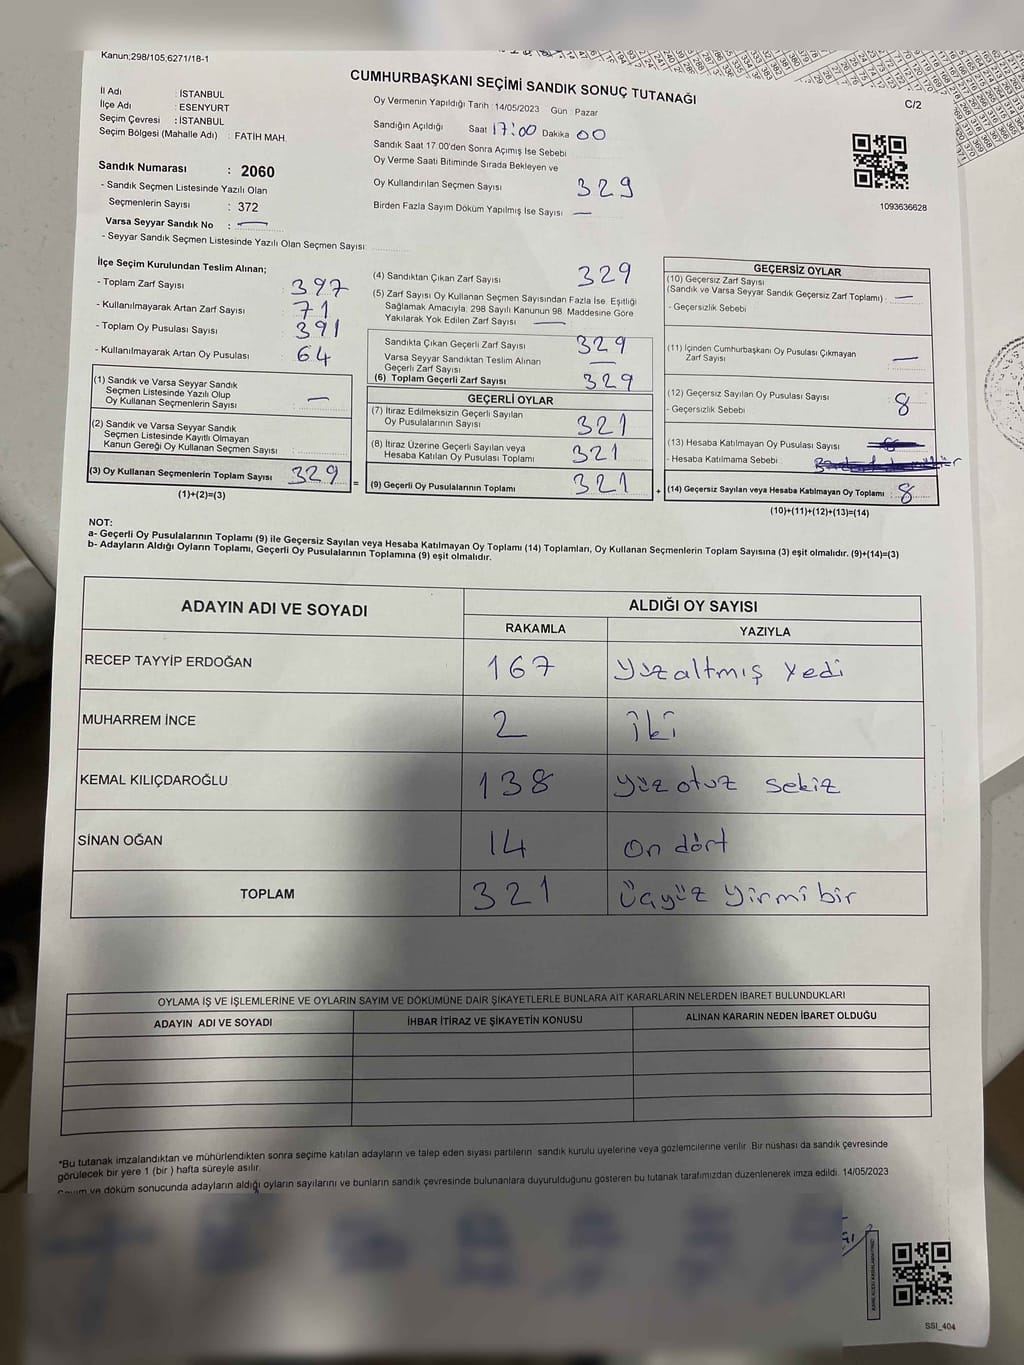 Kanun;298/105,6271/18-1
CUMHURBAŞKANI SEÇİMİ SANDIK SONUÇ TUTANAĞI
C/2
İl Adı : İSTANBUL
İlçe Adı : ESENYURT
Seçim Çevresi : İSTANBUL
Seçim Bölgesi (Mahalle Adı) : FATİH MAH.
Oy Vermenin Yapıldığı Tarih : 14/05/2023 Gün : Pazar
Sandığın Açıldığı Saat 17:00 Dakika 00
Sandık Saat 17:00'den Sonra Açımış İse Sebebi
Oy Verme Saati Bitiminde Sırada Bekleyen ve
Oy Kullandırılan Seçmen Sayısı 329
Birden Fazla Sayım Döküm Yapılmış İse Sayısı —
1093636628
Sandık Numarası : 2060
- Sandık Seçmen Listesinde Yazılı Olan
Seçmenlerin Sayısı : 372
Varsa Seyyar Sandık No : —
- Seyyar Sandık Seçmen Listesinde Yazılı Olan Seçmen Sayısı:
İlçe Seçim Kurulundan Teslim Alınan;
- Toplam Zarf Sayısı : 397
- Kullanılmayarak Artan Zarf Sayısı : 71
- Toplam Oy Pusulası Sayısı : 391
- Kullanılmayarak Artan Oy Pusulası : 64
(1) Sandık ve Varsa Seyyar Sandık
Seçmen Listesinde Yazılı Olup
Oy Kullanan Seçmenlerin Sayısı : —
(2) Sandık ve Varsa Seyyar Sandık
Seçmen Listesinde Kayıtlı Olmayan
Kanun Gereği Oy Kullanan Seçmen Sayısı :
(3) Oy Kullanan Seçmenlerin Toplam Sayısı 329
(1)+(2)=(3)
(4) Sandıktan Çıkan Zarf Sayısı 329
(5) Zarf Sayısı Oy Kullanan Seçmen Sayısından Fazla İse, Eşitliği
Sağlamak Amacıyla, 298 Sayılı Kanunun 98. Maddesine Göre
Yakılarak Yok Edilen Zarf Sayısı —
Sandıkta Çıkan Geçerli Zarf Sayısı 329
Varsa Seyyar Sandıktan Teslim Alınan
Geçerli Zarf Sayısı —
(6) Toplam Geçerli Zarf Sayısı 329
GEÇERLİ OYLAR
(7) İtiraz Edilmeksizin Geçerli Sayılan
Oy Pusulalarının Sayısı 321
(8) İtiraz Üzerine Geçerli Sayılan veya
Hesaba Katılan Oy Pusulası Toplamı 321
= (9) Geçerli Oy Pusulalarının Toplamı 321
GEÇERSİZ OYLAR
(10) Geçersiz Zarf Sayısı
(Sandık ve Varsa Seyyar Sandık Geçersiz Zarf Toplamı) : —
- Geçersizlik Sebebi
(11) İçinden Cumhurbaşkanı Oy Pusulası Çıkmayan
Zarf Sayısı —
(12) Geçersiz Sayılan Oy Pusulası Sayısı 8
- Geçersizlik Sebebi
(13) Hesaba Katılmayan Oy Pusulası Sayısı
- Hesaba Katılmama Sebebi :
+ (14) Geçersiz Sayılan veya Hesaba Katılmayan Oy Toplamı : 8
(10)+(11)+(12)+(13)=(14)
NOT:
a- Geçerli Oy Pusulalarının Toplamı (9) ile Geçersiz Sayılan veya Hesaba Katılmayan Oy Toplamı (14) Toplamları, Oy Kullanan Seçmenlerin Toplam Sayısına (3) eşit olmalıdır. (9)+(14)=(3)
b- Adayların Aldığı Oyların Toplamı, Geçerli Oy Pusulalarının Toplamına (9) eşit olmalıdır.
ADAYIN ADI VE SOYADI ALDIĞI OY SAYISI
RAKAMLA YAZIYLA
RECEP TAYYİP ERDOĞAN 167 Yüzaltmış Yedi
MUHARREM İNCE 2 iki
KEMAL KILIÇDAROĞLU 138 yüz otuz sekiz
SİNAN OĞAN 14 On dört
TOPLAM 321 üçyüz Yirmibir
OYLAMA İŞ VE İŞLEMLERİNE VE OYLARIN SAYIM VE DÖKÜMÜNE DAİR ŞİKAYETLERLE BUNLARA AİT KARARLARIN NELERDEN İBARET BULUNDUKLARI
ADAYIN ADI VE SOYADI İHBAR İTİRAZ VE ŞİKAYETİN KONUSU ALINAN KARARIN NEDEN İBARET OLDUĞU
*Bu tutanak imzalandıktan ve mühürlendikten sonra seçime katılan adayların ve talep eden siyasi partilerin sandık kurulu üyelerine veya gözlemcilerine verilir. Bir nüshası da sandık çevresinde
görülecek bir yere 1 (bir ) hafta süreyle asılır.
Sayım ve döküm sonucunda adayların aldığı oyların sayılarını ve bunların sandık çevresinde bulunanlara duyurulduğunu gösteren bu tutanak tarafımızdan düzenlenerek imza edildi. 14/05/2023
SSI_404